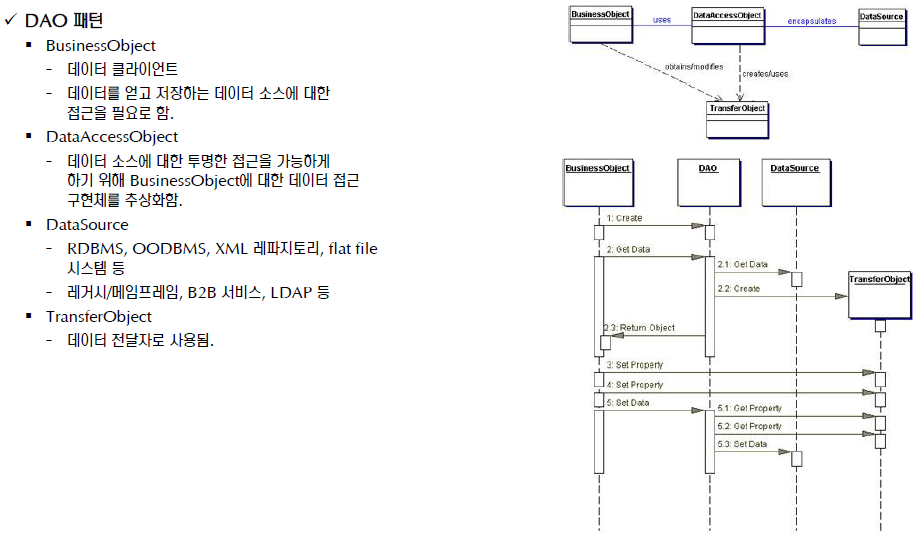 ✓ DAO 패턴
▪ BusinessObject
- 데이터 클라이언트
- 데이터를 얻고 저장하는 데이터 소스에 대한
접근을 필요로 함.
▪ DataAccessObject
- 데이터 소스에 대한 투명한 접근을 가능하게
하기 위해 BusinessObject에 대한 데이터 접근
구현체를 추상화함.
▪ DataSource
- RDBMS, OODBMS, XML 레파지토리, flat file
시스템 등
- 레거시/메임프레임, B2B 서비스, LDAP 등
▪ TransferObject
- 데이터 전달자로 사용됨.
BusinessObject
uses
DataAccessObject
encapsulates
DataSource
obtains/modifies
creates/uses
TransferObject
BusinessObject
DAO
DataSource
1: Create
2: Get Data
2.1: Get Data
2.2: Create
TransferObject
2.3: Return Object
3: Set Property
4: Set Property
5: Set Data
5.1: Get Property
5.2: Get Property
5.3: Set Data